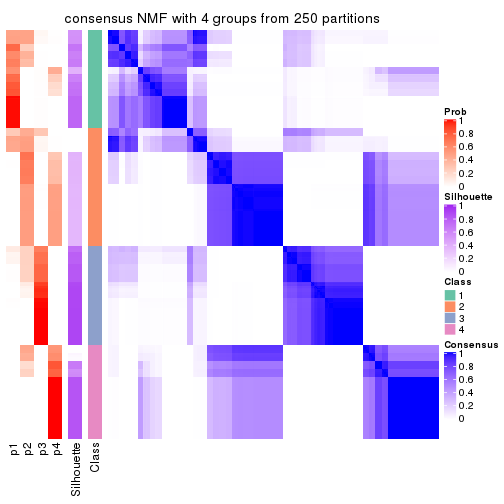 consensus NMF with 4 groups from 250 partitions
Prob
1
0.8
0.6
0.4
0.2
0
Silhouette
1
0.8
0.6
0.4
0.2
0
Class
1
2
3
4
Consensus
1
0.8
0.6
0.4
0.2
0
p1
p2
p3
p4
Silhouette
Class